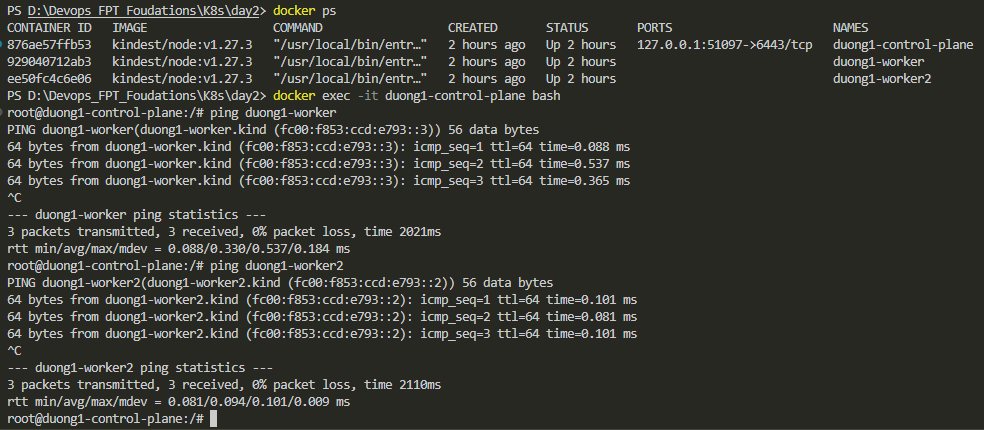 PS D:\Devops_FPT_Foudations\K8s\day2> docker ps
CONTAINER ID   IMAGE                  COMMAND                  CREATED       STATUS       PORTS                       NAMES
876ae57ffb53   kindest/node:v1.27.3   "/usr/local/bin/entr…"   2 hours ago   Up 2 hours   127.0.0.1:51097->6443/tcp   duong1-control-plane
929040712ab3   kindest/node:v1.27.3   "/usr/local/bin/entr…"   2 hours ago   Up 2 hours                               duong1-worker
ee50fc4c6e06   kindest/node:v1.27.3   "/usr/local/bin/entr…"   2 hours ago   Up 2 hours                               duong1-worker2
PS D:\Devops_FPT_Foudations\K8s\day2> docker exec -it duong1-control-plane bash
root@duong1-control-plane:/# ping duong1-worker
PING duong1-worker(duong1-worker.kind (fc00:f853:ccd:e793::3)) 56 data bytes
64 bytes from duong1-worker.kind (fc00:f853:ccd:e793::3): icmp_seq=1 ttl=64 time=0.088 ms
64 bytes from duong1-worker.kind (fc00:f853:ccd:e793::3): icmp_seq=2 ttl=64 time=0.537 ms
64 bytes from duong1-worker.kind (fc00:f853:ccd:e793::3): icmp_seq=3 ttl=64 time=0.365 ms
^C
--- duong1-worker ping statistics ---
3 packets transmitted, 3 received, 0% packet loss, time 2021ms
rtt min/avg/max/mdev = 0.088/0.330/0.537/0.184 ms
root@duong1-control-plane:/# ping duong1-worker2
PING duong1-worker2(duong1-worker2.kind (fc00:f853:ccd:e793::2)) 56 data bytes
64 bytes from duong1-worker2.kind (fc00:f853:ccd:e793::2): icmp_seq=1 ttl=64 time=0.101 ms
64 bytes from duong1-worker2.kind (fc00:f853:ccd:e793::2): icmp_seq=2 ttl=64 time=0.081 ms
64 bytes from duong1-worker2.kind (fc00:f853:ccd:e793::2): icmp_seq=3 ttl=64 time=0.101 ms
^C
--- duong1-worker2 ping statistics ---
3 packets transmitted, 3 received, 0% packet loss, time 2110ms
rtt min/avg/max/mdev = 0.081/0.094/0.101/0.009 ms
root@duong1-control-plane:/#